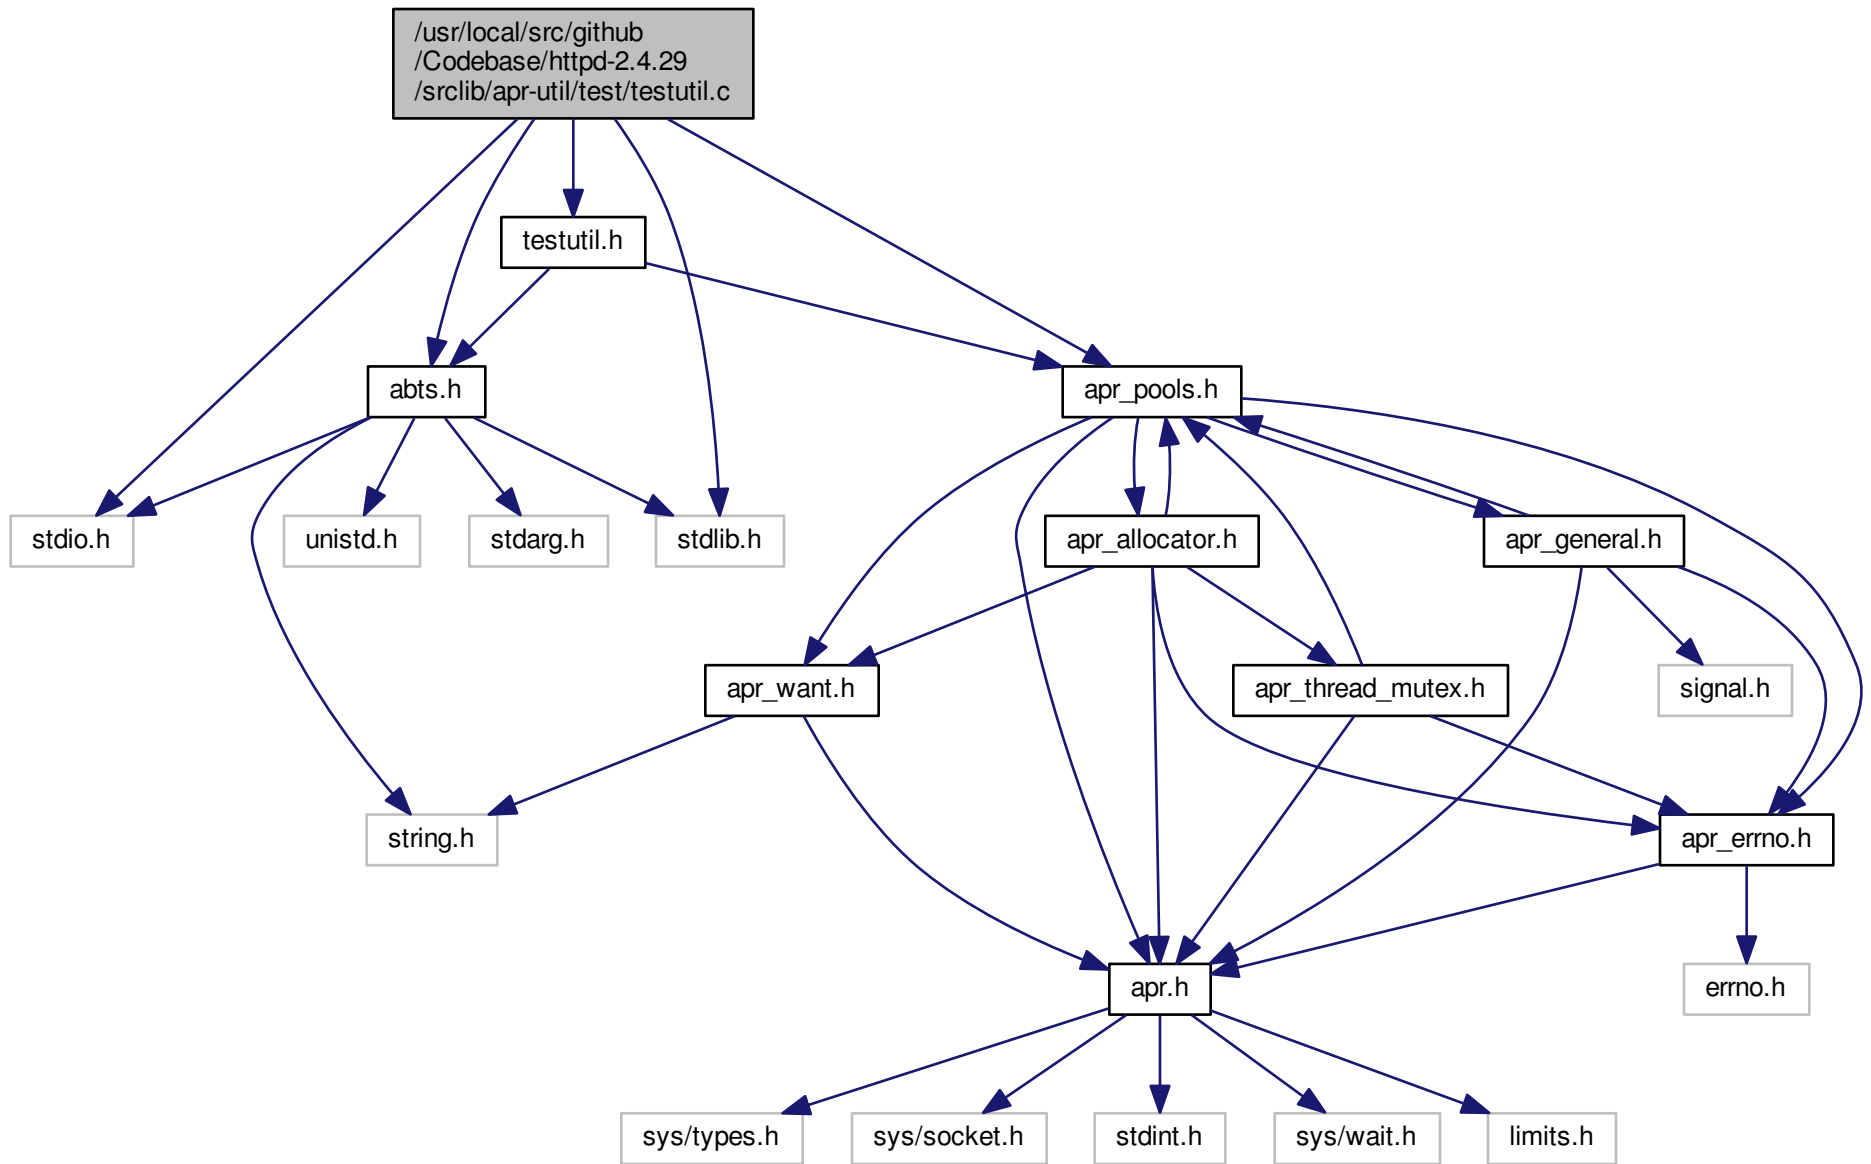 /usr/local/src/github
/Codebase/httpd-2.4.29
/srclib/apr-util/test/testutil.c
testutil.h
abts.h
apr_pools.h
stdio.h
unistd.h
stdarg.h
stdlib.h
apr_allocator.h
apr_general.h
apr_want.h
apr_thread_mutex.h
signal.h
string.h
apr_errno.h
apr.h
errno.h
sys/types.h
sys/socket.h
stdint.h
sys/wait.h
limits.h